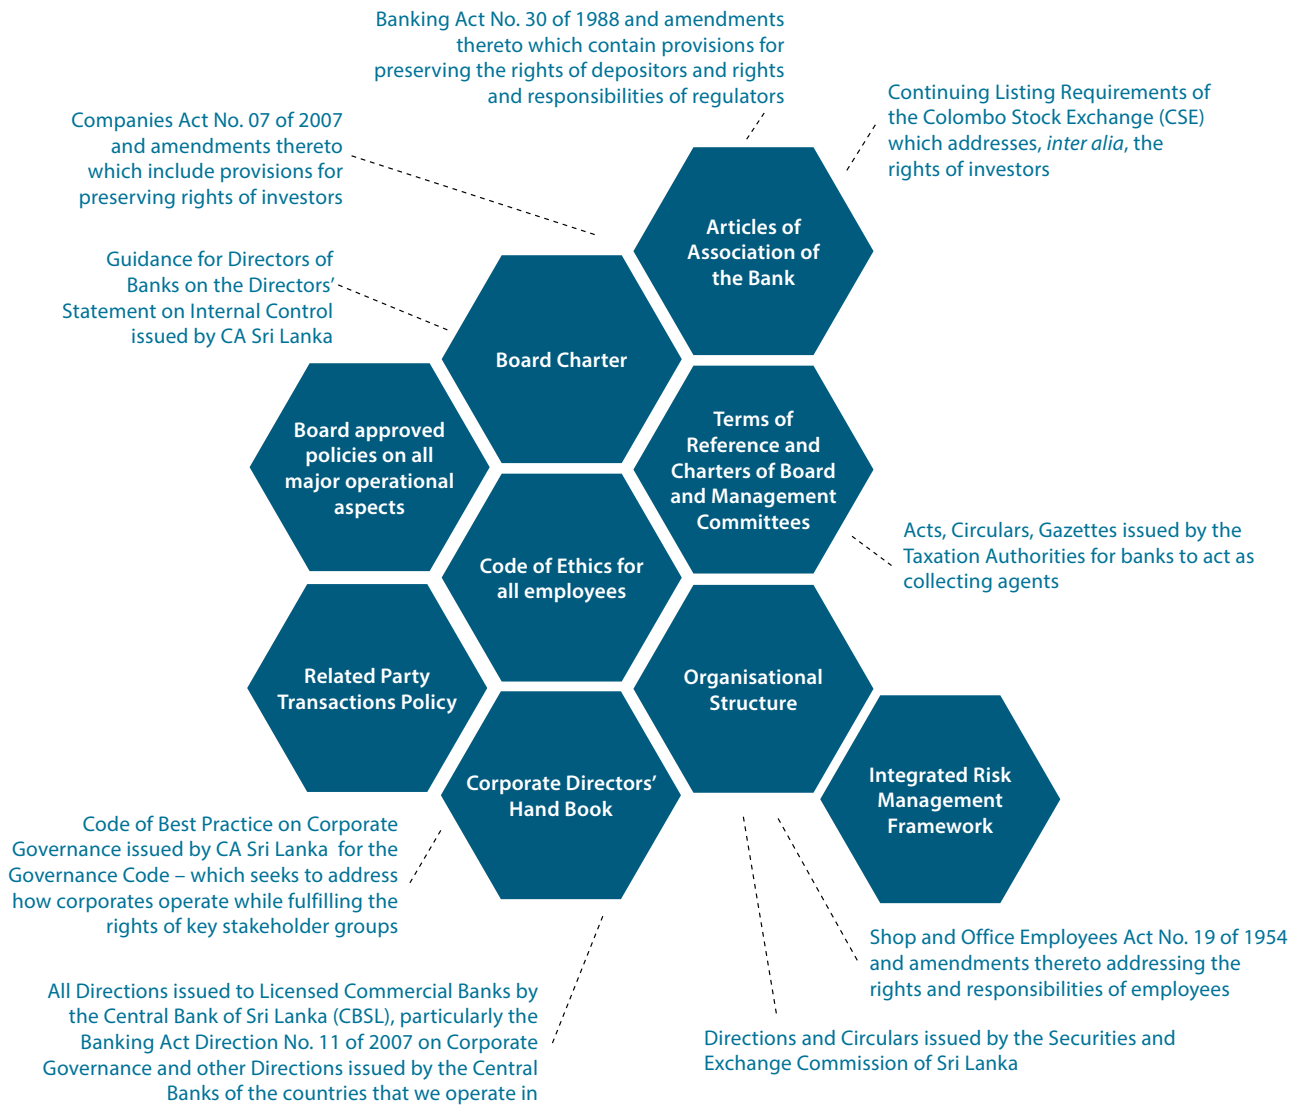 Banking Act No. 30 of 1988 and amendments
thereto which contain provisions for
preserving the rights of depositors and rights
and responsibilities of regulators
Continuing Listing Requirements of
the Colombo Stock Exchange (CSE)
which addresses, inter alia, the
rights of investors
Companies Act No. 07 of 2007
and amendments thereto
which include provisions for
preserving rights of investors
Guidance for Directors of
Banks on the Directors’
Statement on Internal Control
issued by CA Sri Lanka
Articles of
Association of
the Bank
Board Charter
Board approved
policies on all
major operational
aspects
Terms of
Reference and
Charters of Board
and Management
Committees
Code of Ethics for
all employees
Acts, Circulars, Gazettes issued by the
Taxation Authorities for banks to act as
collecting agents
Related Party
Transactions Policy
Organisational
Structure
Corporate Directors’
Hand Book
Integrated Risk
Management
Framework
Code of Best Practice on Corporate
Governance issued by CA Sri Lanka for the
Governance Code – which seeks to address
how corporates operate while fulfilling the
rights of key stakeholder groups
Shop and Office Employees Act No. 19 of 1954
and amendments thereto addressing the
rights and responsibilities of employees
All Directions issued to Licensed Commercial Banks by
the Central Bank of Sri Lanka (CBSL), particularly the
Banking Act Direction No. 11 of 2007 on Corporate
Governance and other Directions issued by the Central
Banks of the countries that we operate in
Directions and Circulars issued by the Securities and
Exchange Commission of Sri Lanka